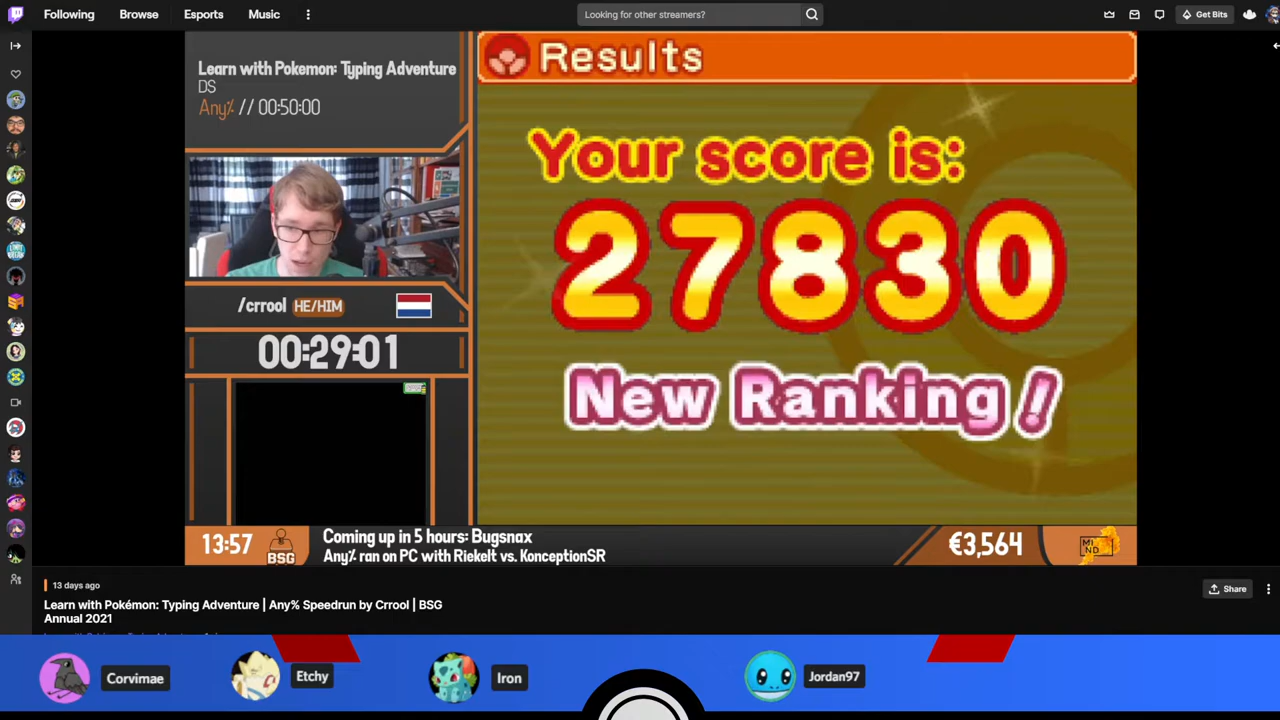 Following
Browse
Esports
Music
Looking for other streamers?
Get Bits
Learn with Pokemon: Typing Adventure
DS
Any% // 00:50:00
/crrool HE/HIM
00:29:01
Results
Your score is:
27830
New Ranking!
13:57
BSG
Coming up in 5 hours: Bugsnax
Any% ran on PC with Riekelt vs. KonceptionSR
€3,564
MIND
13 days ago
Share
Learn with Pokémon: Typing Adventure | Any% Speedrun by Crrool | BSG
Annual 2021
Corvimae
Etchy
Iron
Jordan97